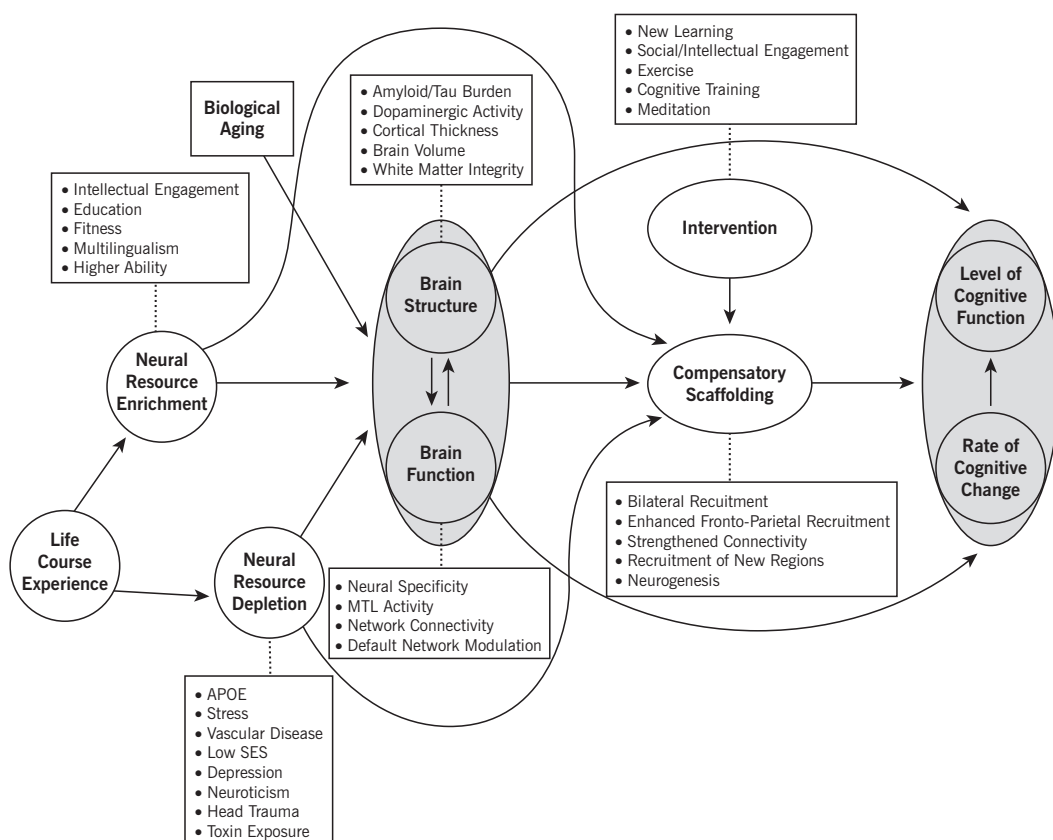 • New Learning
• Social/Intellectual Engagement
• Exercise
• Cognitive Training
• Meditation
Biological
Aging
• Amyloid/Tau Burden
• Dopaminergic Activity
• Cortical Thickness
• Brain Volume
• White Matter Integrity
• Intellectual Engagement
• Education
• Fitness
• Multilingualism
• Higher Ability
Intervention
Brain
Structure
Level of
Cognitive
Function
Neural
Resource
Enrichment
Compensatory
Scaffolding
Brain
Function
Rate of
Cognitive
Change
Life
Course
Experience
Neural
Resource
Depletion
• Bilateral Recruitment
• Enhanced Fronto-Parietal Recruitment
• Strengthened Connectivity
• Recruitment of New Regions
• Neurogenesis
• Neural Specificity
• MTL Activity
• Network Connectivity
• Default Network Modulation
• APOE
• Stress
• Vascular Disease
• Low SES
• Depression
• Neuroticism
• Head Trauma
• Toxin Exposure